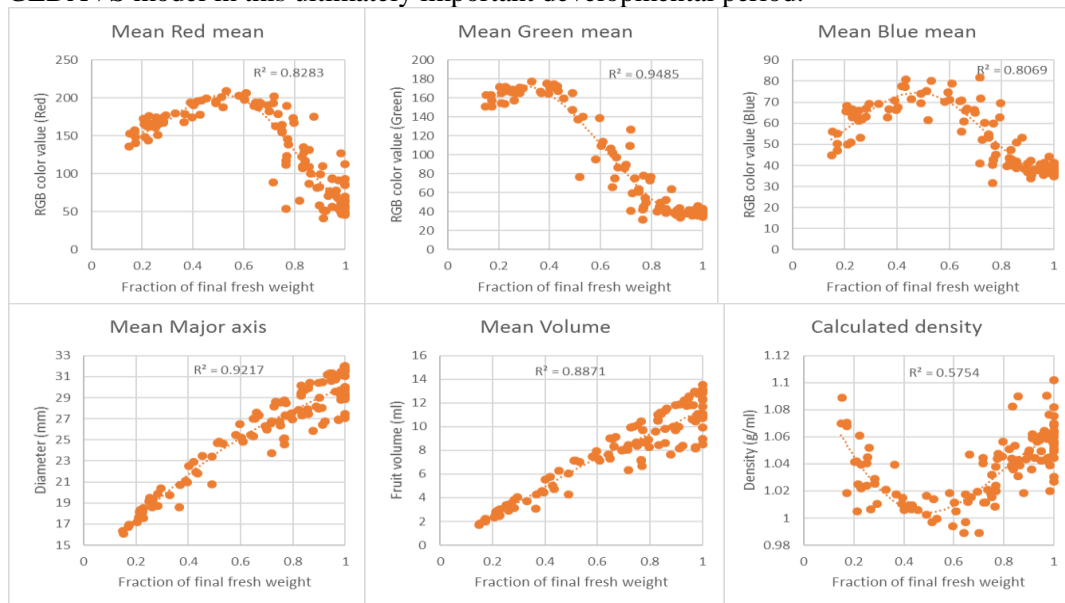 model in this ultimately important developmental period.
Mean Red mean
R² = 0.8283
RGB color value (Red)
250
200
150
100
50
0
0 0.2 0.4 0.6 0.8 1
Fraction of final fresh weight
Mean Green mean
R² = 0.9485
RGB color value (Green)
200
180
160
140
120
100
80
60
40
20
0
0 0.2 0.4 0.6 0.8 1
Fraction of final fresh weight
Mean Blue mean
R² = 0.8069
RGB color value (Blue)
90
80
70
60
50
40
30
20
10
0
0 0.2 0.4 0.6 0.8 1
Fraction of final fresh weight
Mean Major axis
R² = 0.9217
Diameter (mm)
33
31
29
27
25
23
21
19
17
15
0 0.2 0.4 0.6 0.8 1
Fraction of final fresh weight
Mean Volume
R² = 0.8871
Fruit volume (ml)
16
14
12
10
8
6
4
2
0
0 0.2 0.4 0.6 0.8 1
Fraction of final fresh weight
Calculated density
R² = 0.5754
Density (g/ml)
1.12
1.1
1.08
1.06
1.04
1.02
1
0.98
0 0.2 0.4 0.6 0.8 1
Fraction of final fresh weight